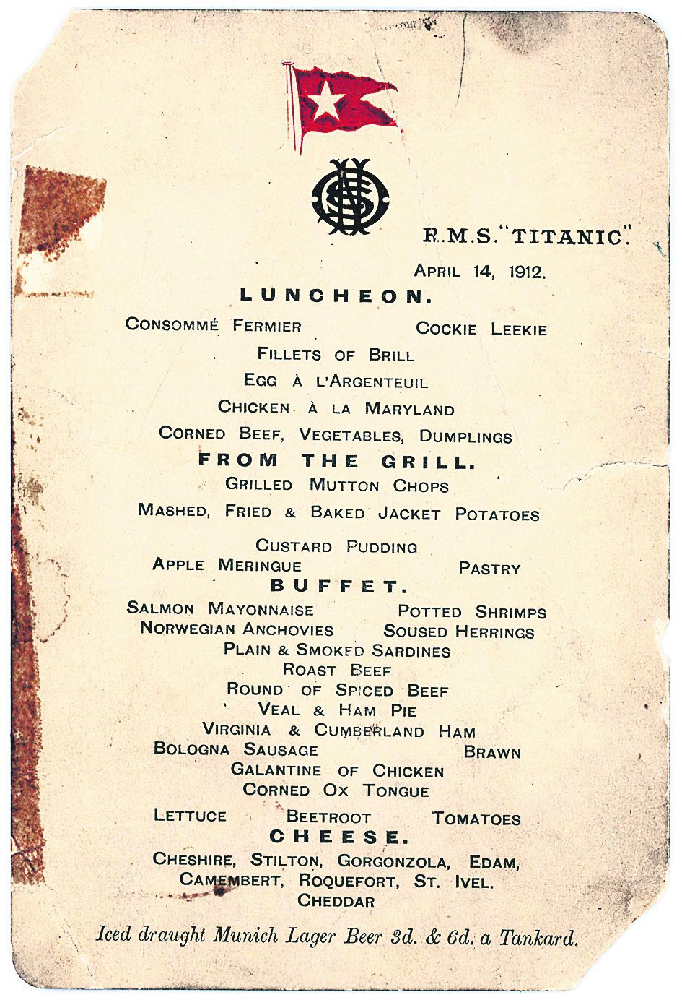 R.M.S. "TITANIC".
APRIL 14, 1912.
LUNCHEON.
CONSOMMÉ FERMIER COCKIE LEEKIE
FILLETS OF BRILL
EGG À L'ARGENTEUIL
CHICKEN À LA MARYLAND
CORNED BEEF, VEGETABLES, DUMPLINGS
FROM THE GRILL.
GRILLED MUTTON CHOPS
MASHED, FRIED & BAKED JACKET POTATOES
CUSTARD PUDDING
APPLE MERINGUE PASTRY
BUFFET.
SALMON MAYONNAISE POTTED SHRIMPS
NORWEGIAN ANCHOVIES SOUSED HERRINGS
PLAIN & SMOKED SARDINES
ROAST BEEF
ROUND OF SPICED BEEF
VEAL & HAM PIE
VIRGINIA & CUMBERLAND HAM
BOLOGNA SAUSAGE BRAWN
GALANTINE OF CHICKEN
CORNED OX TONGUE
LETTUCE BEETROOT TOMATOES
CHEESE.
CHESHIRE, STILTON, GORGONZOLA, EDAM,
CAMEMBERT, ROQUEFORT, ST. IVEL.
CHEDDAR
Iced draught Munich Lager Beer 3d. & 6d. a Tankard.